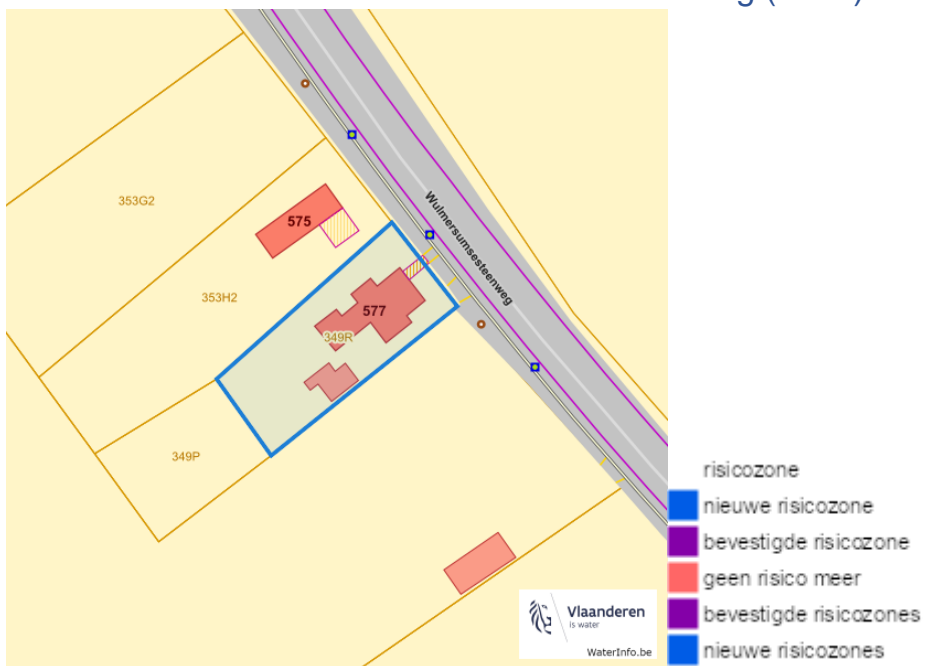 353G2
575
Wulmersumsesteenweg
353H2
577
349R
349P
risicozone
nieuwe risicozone
bevestigde risicozone
geen risico meer
bevestigde risicozones
nieuwe risicozones
Vlaanderen
is water
WaterInfo.be